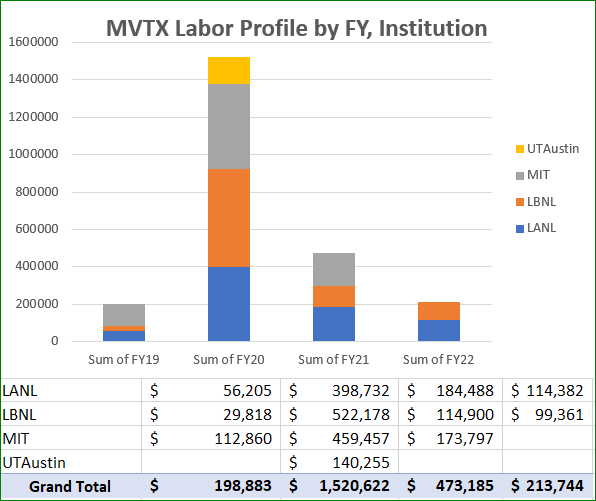 MVTX Labor Profile by FY, Institution
1600000
1400000
1200000
1000000
800000
600000
400000
200000
0
UTAustin
MIT
LBNL
LANL
Sum of FY19 Sum of FY20 Sum of FY21 Sum of FY22
LANL $ 56,205 $ 398,732 $ 184,488 $ 114,382
LBNL $ 29,818 $ 522,178 $ 114,900 $ 99,361
MIT $ 112,860 $ 459,457 $ 173,797
UTAustin $ 140,255
Grand Total $ 198,883 $ 1,520,622 $ 473,185 $ 213,744